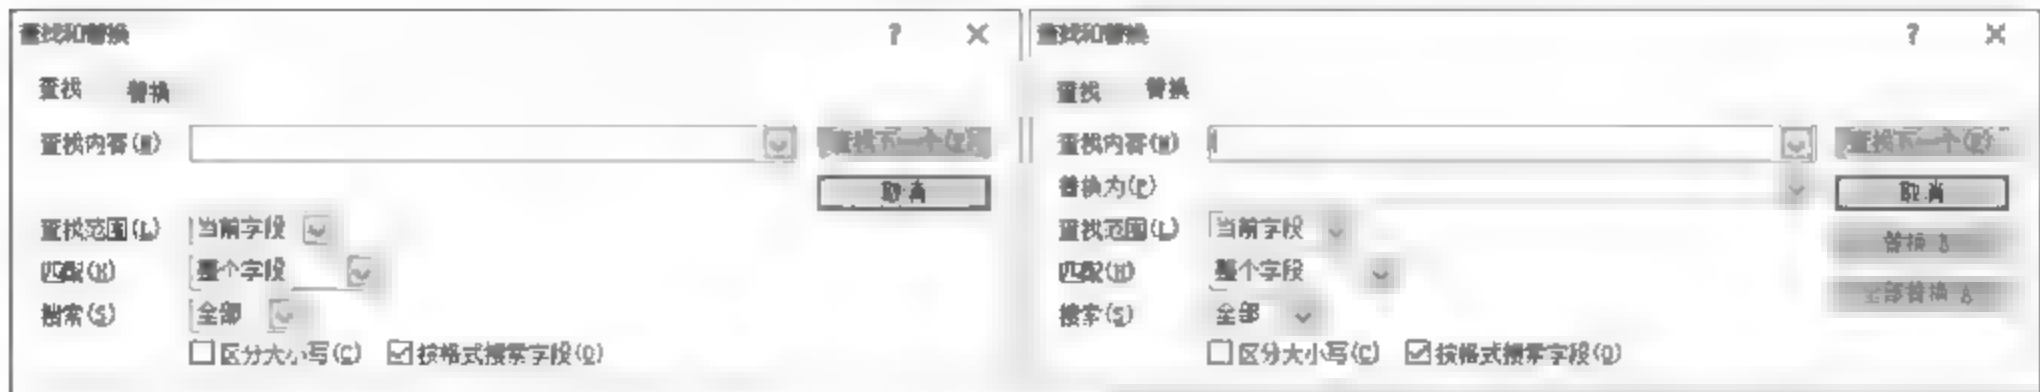 查找和替换
查找 替换
查找内容(N) 查找下一个(F)
取消
查找范围(L) 当前字段
匹配(H) 整个字段
搜索(S) 全部
区分大小写(C) 按格式搜索字段(O)
查找和替换
查找 替换
查找内容(N) 查找下一个(F)
替换为(P) 取消
查找范围(L) 当前字段 替换
匹配(H) 整个字段 全部替换
搜索(S) 全部
区分大小写(C) 按格式搜索字段(O)